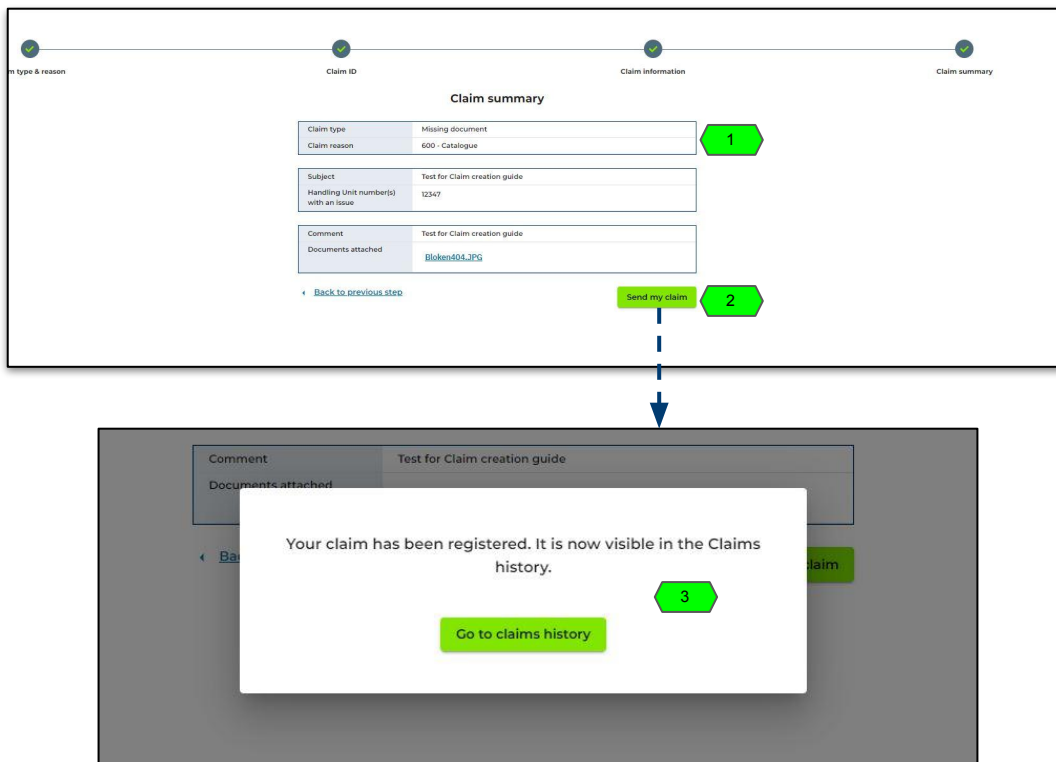 m type & reason
Claim ID
Claim information
Claim summary
Claim summary
Claim type Missing document
Claim reason 600 - Catalogue
1
Subject Test for Claim creation guide
Handling Unit number(s) 12347
with an issue
Comment Test for Claim creation guide
Documents attached
Bloken404.JPG
Back to previous step
Send my claim
2
Comment Test for Claim creation guide
Documents attached
Your claim has been registered. It is now visible in the Claims
history.
Ba
claim
3
Go to claims history